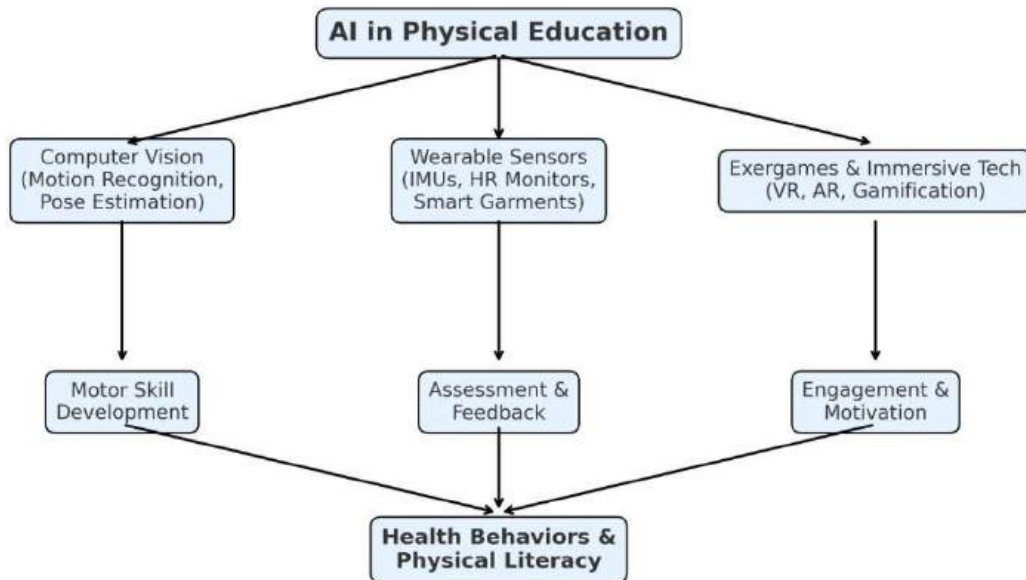 AI in Physical Education
Computer Vision
(Motion Recognition,
Pose Estimation)
Wearable Sensors
(IMUs, HR Monitors,
Smart Garments)
Exergames & Immersive Tech
(VR, AR, Gamification)
Motor Skill
Development
Assessment &
Feedback
Engagement &
Motivation
Health Behaviors &
Physical Literacy